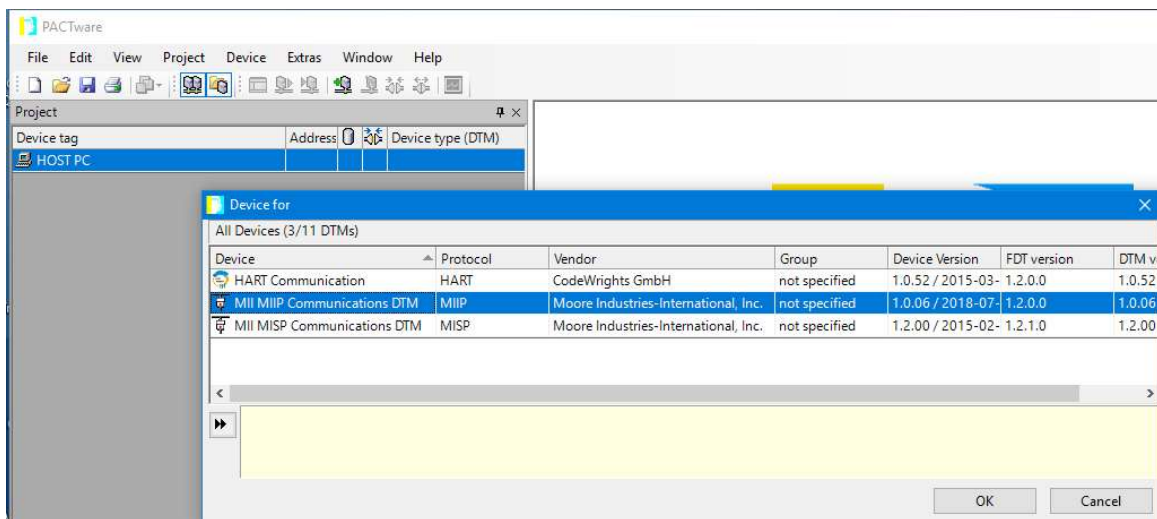 PACTware
File Edit View Project Device Extras Window Help
Project
Device tag Address Device type (DTM)
HOST PC
Device for
All Devices (3/11 DTMs)
Device Protocol Vendor Group Device Version FDT version DTM v
HART Communication HART CodeWrights GmbH not specified 1.0.52 / 2015-03- 1.2.0.0 1.0.52
MII MIIP Communications DTM MIIP Moore Industries-International, Inc. not specified 1.0.06 / 2018-07- 1.2.0.0 1.0.06
MII MISP Communications DTM MISP Moore Industries-International, Inc. not specified 1.2.00 / 2015-02- 1.2.1.0 1.2.00
OK Cancel